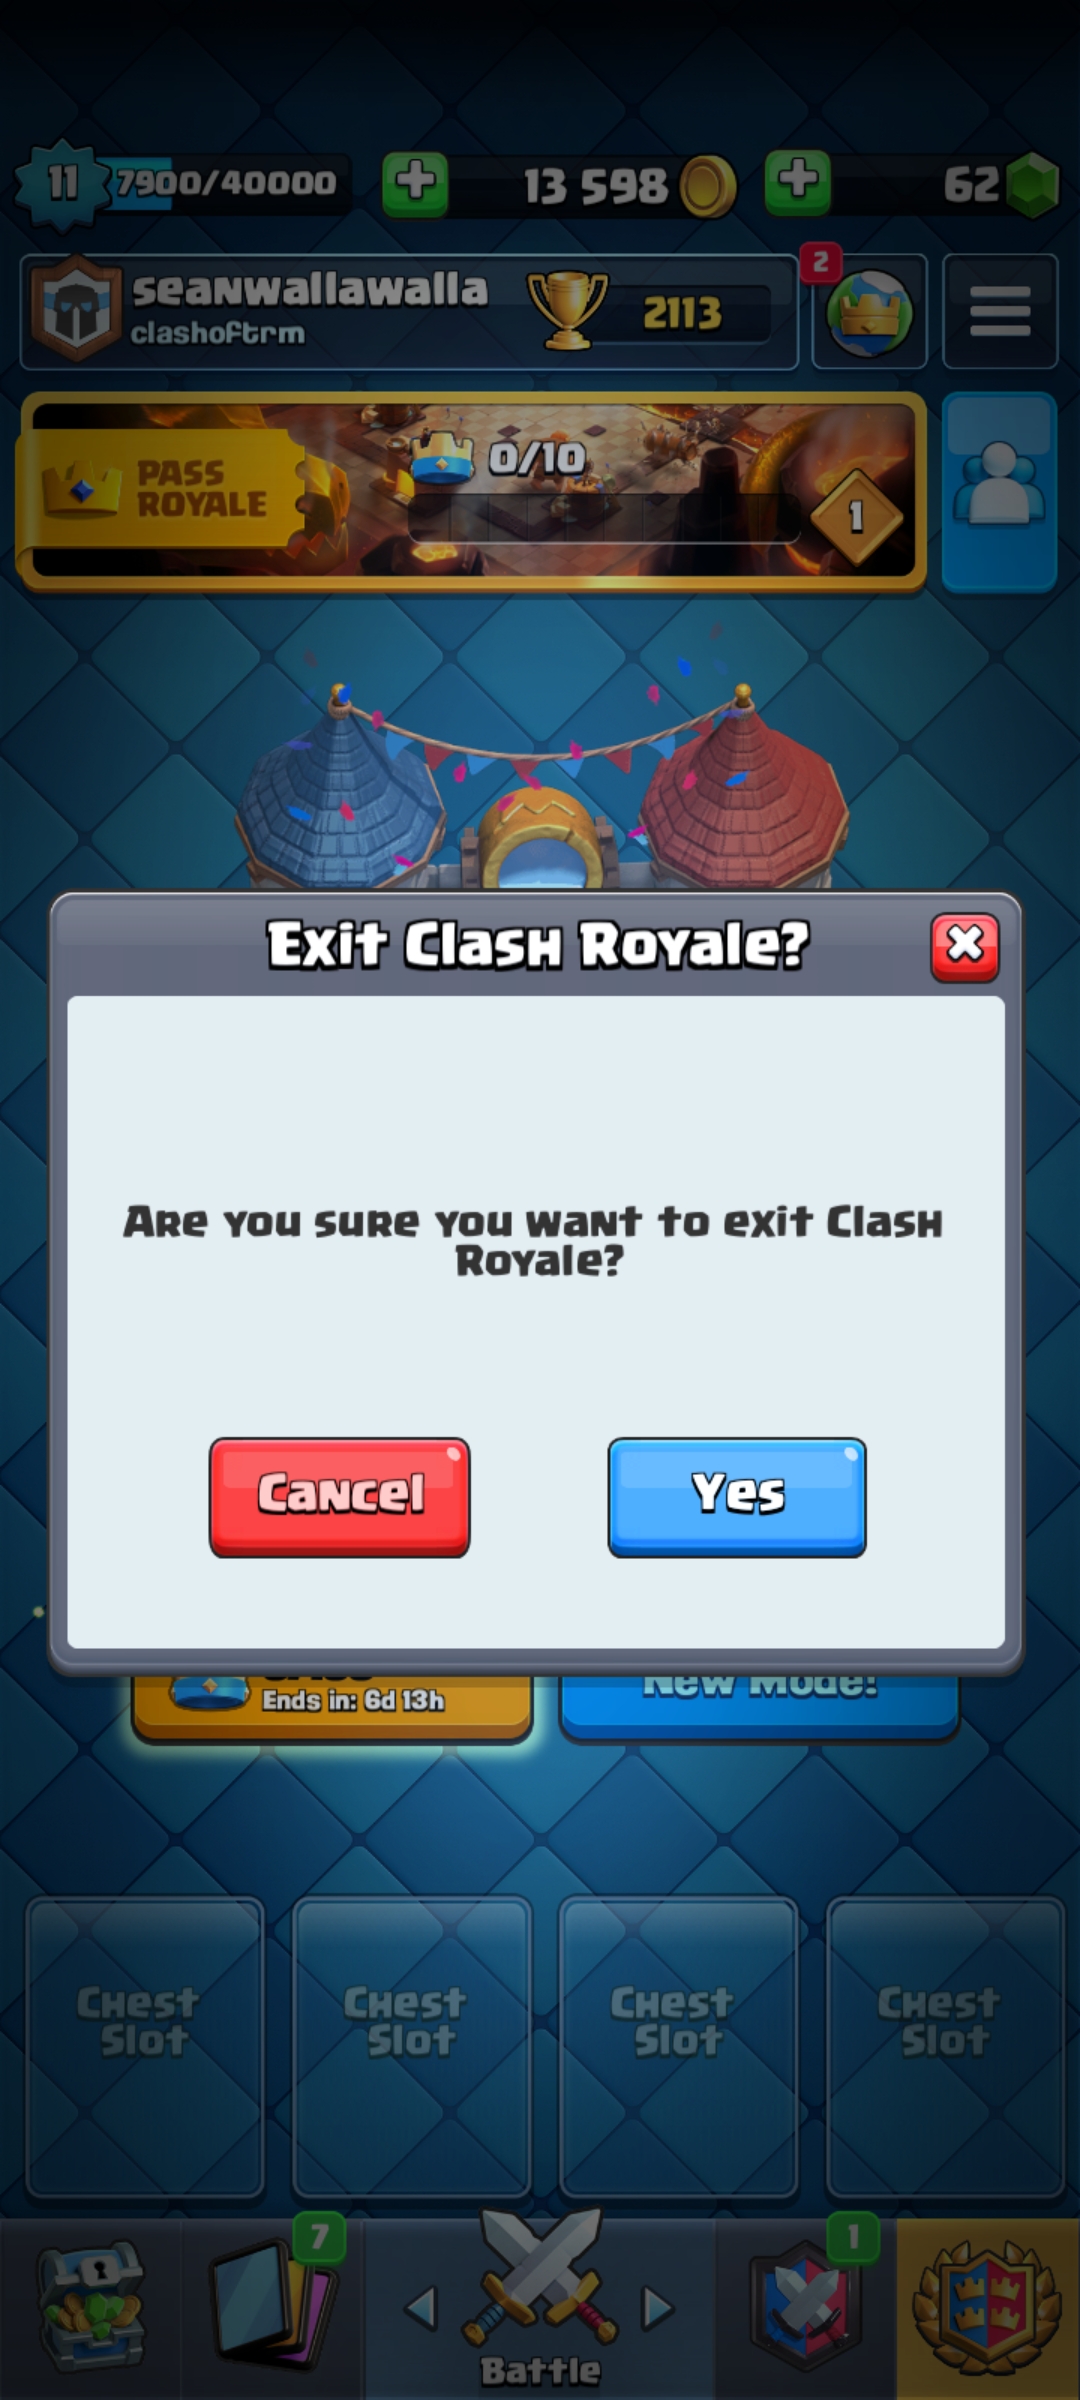 11
7900/40000
13 598
62
seanwallawalla
clashoftrm
2113
2
PASS
ROYALE
0/10
1
Exit Clash Royale?
Are you sure you want to exit Clash
Royale?
Cancel
Yes
Ends in: 6d 13h
New Mode!
Chest
Slot
Chest
Slot
Chest
Slot
Chest
Slot
7
1
Battle